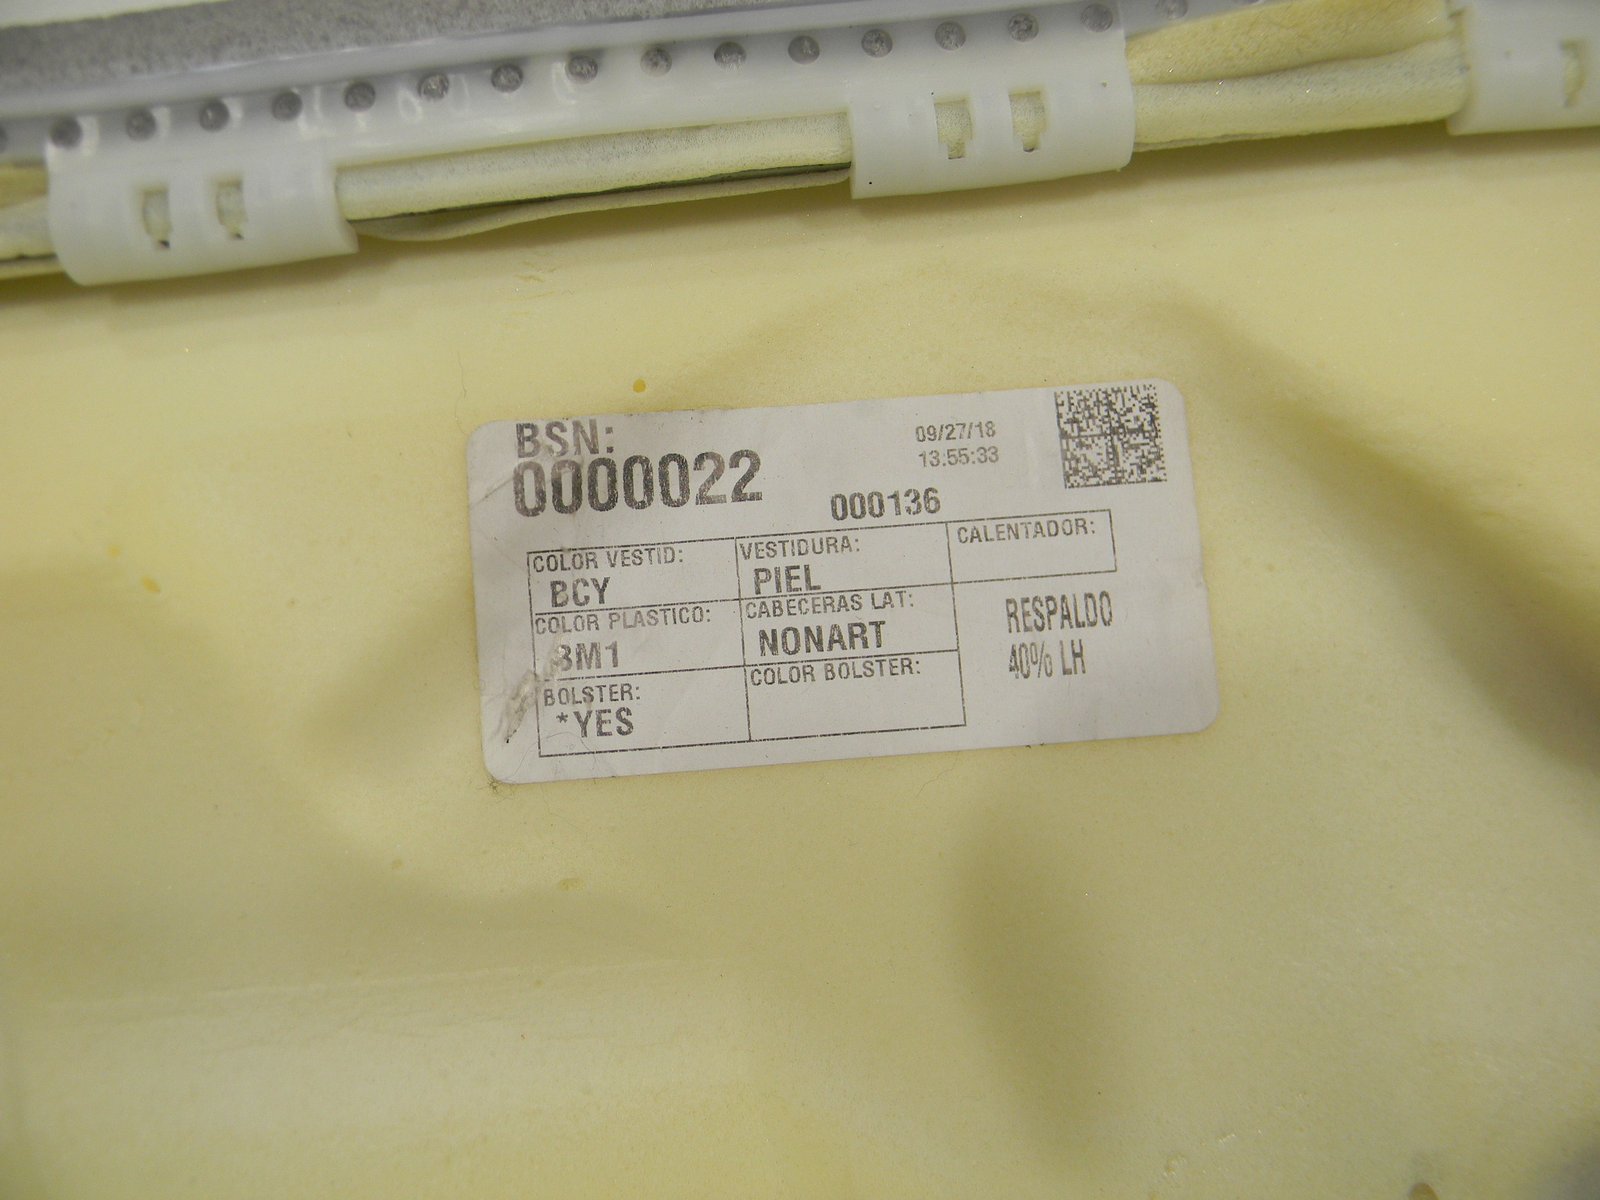 BSN:
0000022
09/27/18
13:55:33
000136
COLOR VESTID:
BCY
VESTIDURA:
PIEL
CALENTADOR:
COLOR PLASTICO:
BM1
CABECERAS LAT:
NONART
BOLSTER:
*YES
COLOR BOLSTER:
RESPALDO
40% LH